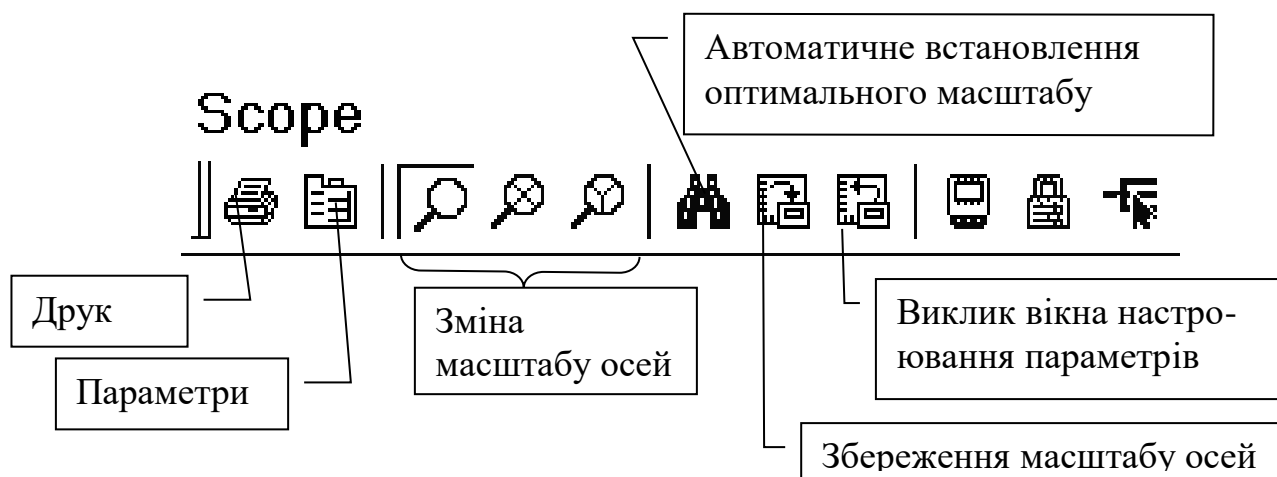 Автоматичне встановлення
оптимального масштабу
Scope
Друк
Параметри
Зміна
масштабу осей
Виклик вікна настро-
ювання параметрів
Збереження масштабу осей